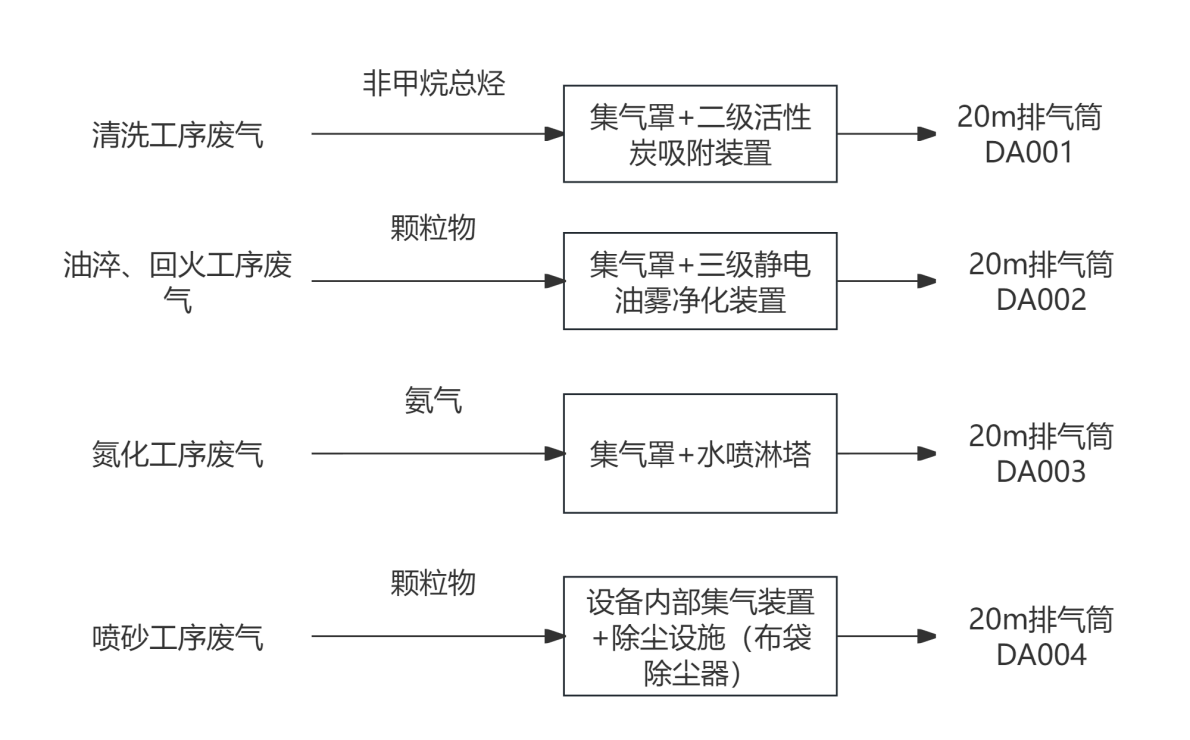 非甲烷总烃
清洗工序废气
集气罩+二级活性
炭吸附装置
20m排气筒
DA001
颗粒物
油淬、回火工序废
气
集气罩+三级静电
油雾净化装置
20m排气筒
DA002
氨气
氮化工序废气
集气罩+水喷淋塔
20m排气筒
DA003
颗粒物
喷砂工序废气
设备内部集气装置
+除尘设施（布袋
除尘器）
20m排气筒
DA004